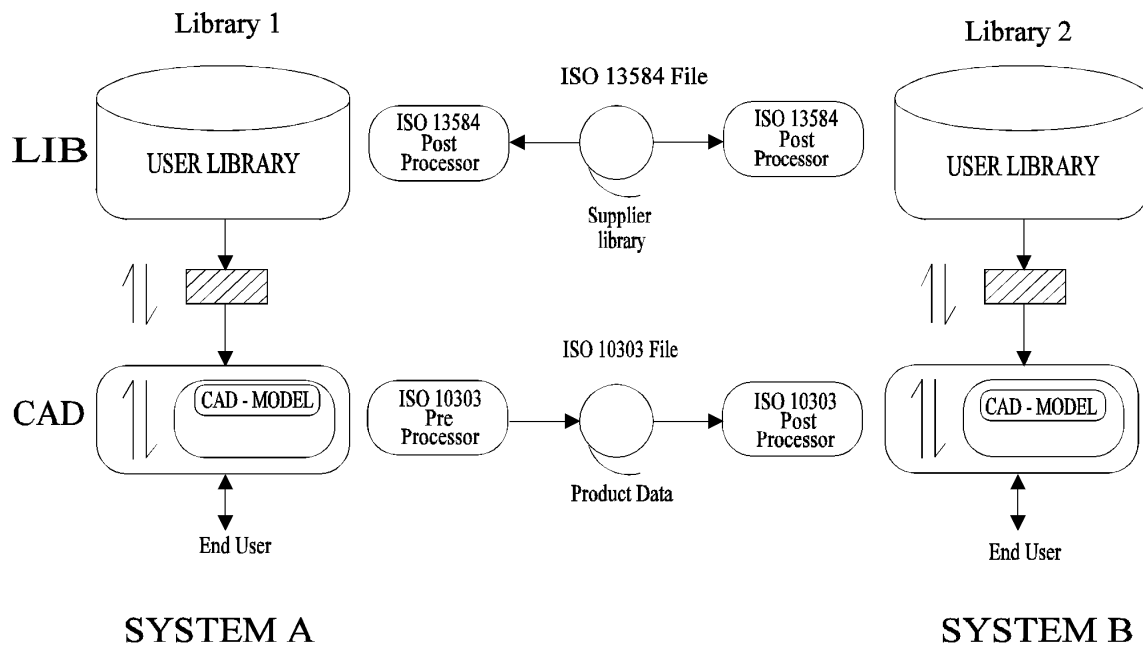 Library 1
Library 2
ISO 13584 File
LIB
USER LIBRARY
ISO 13584
Post
Processor
ISO 13584
Post
Processor
USER LIBRARY
Supplier
library
ISO 10303 File
CAD
CAD - MODEL
ISO 10303
Pre
Processor
ISO 10303
Post
Processor
CAD - MODEL
Product Data
End User
End User
SYSTEM A
SYSTEM B